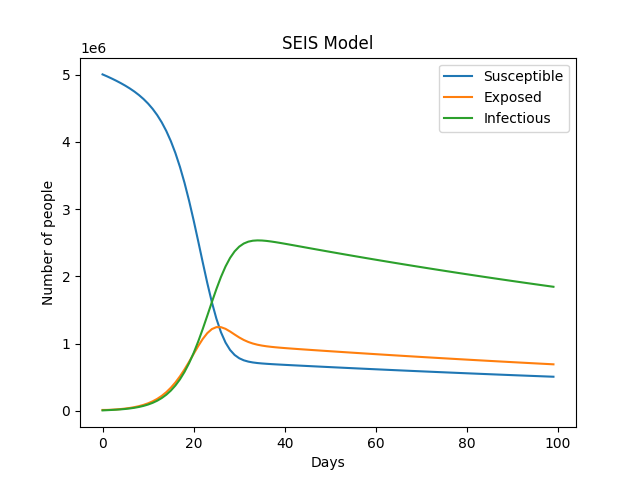 SEIS Model
1e6
Susceptible
Exposed
Infectious
5
4
3
2
1
0
Number of people
0 20 40 60 80 100
Days